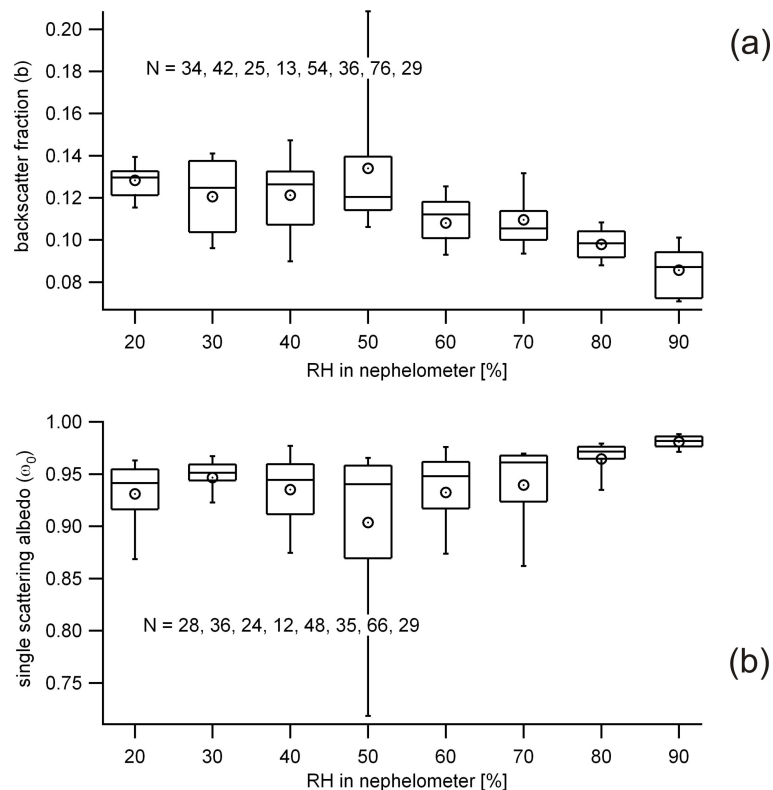 (a)
backscatter fraction (b)
0.20
0.18
0.16
0.14
0.12
0.10
0.08
N = 34, 42, 25, 13, 54, 36, 76, 29
20 30 40 50 60 70 80 90
RH in nephelometer [%]
(b)
single scattering albedo (ω₀)
1.00
0.95
0.90
0.85
0.80
0.75
N = 28, 36, 24, 12, 48, 35, 66, 29
20 30 40 50 60 70 80 90
RH in nephelometer [%]